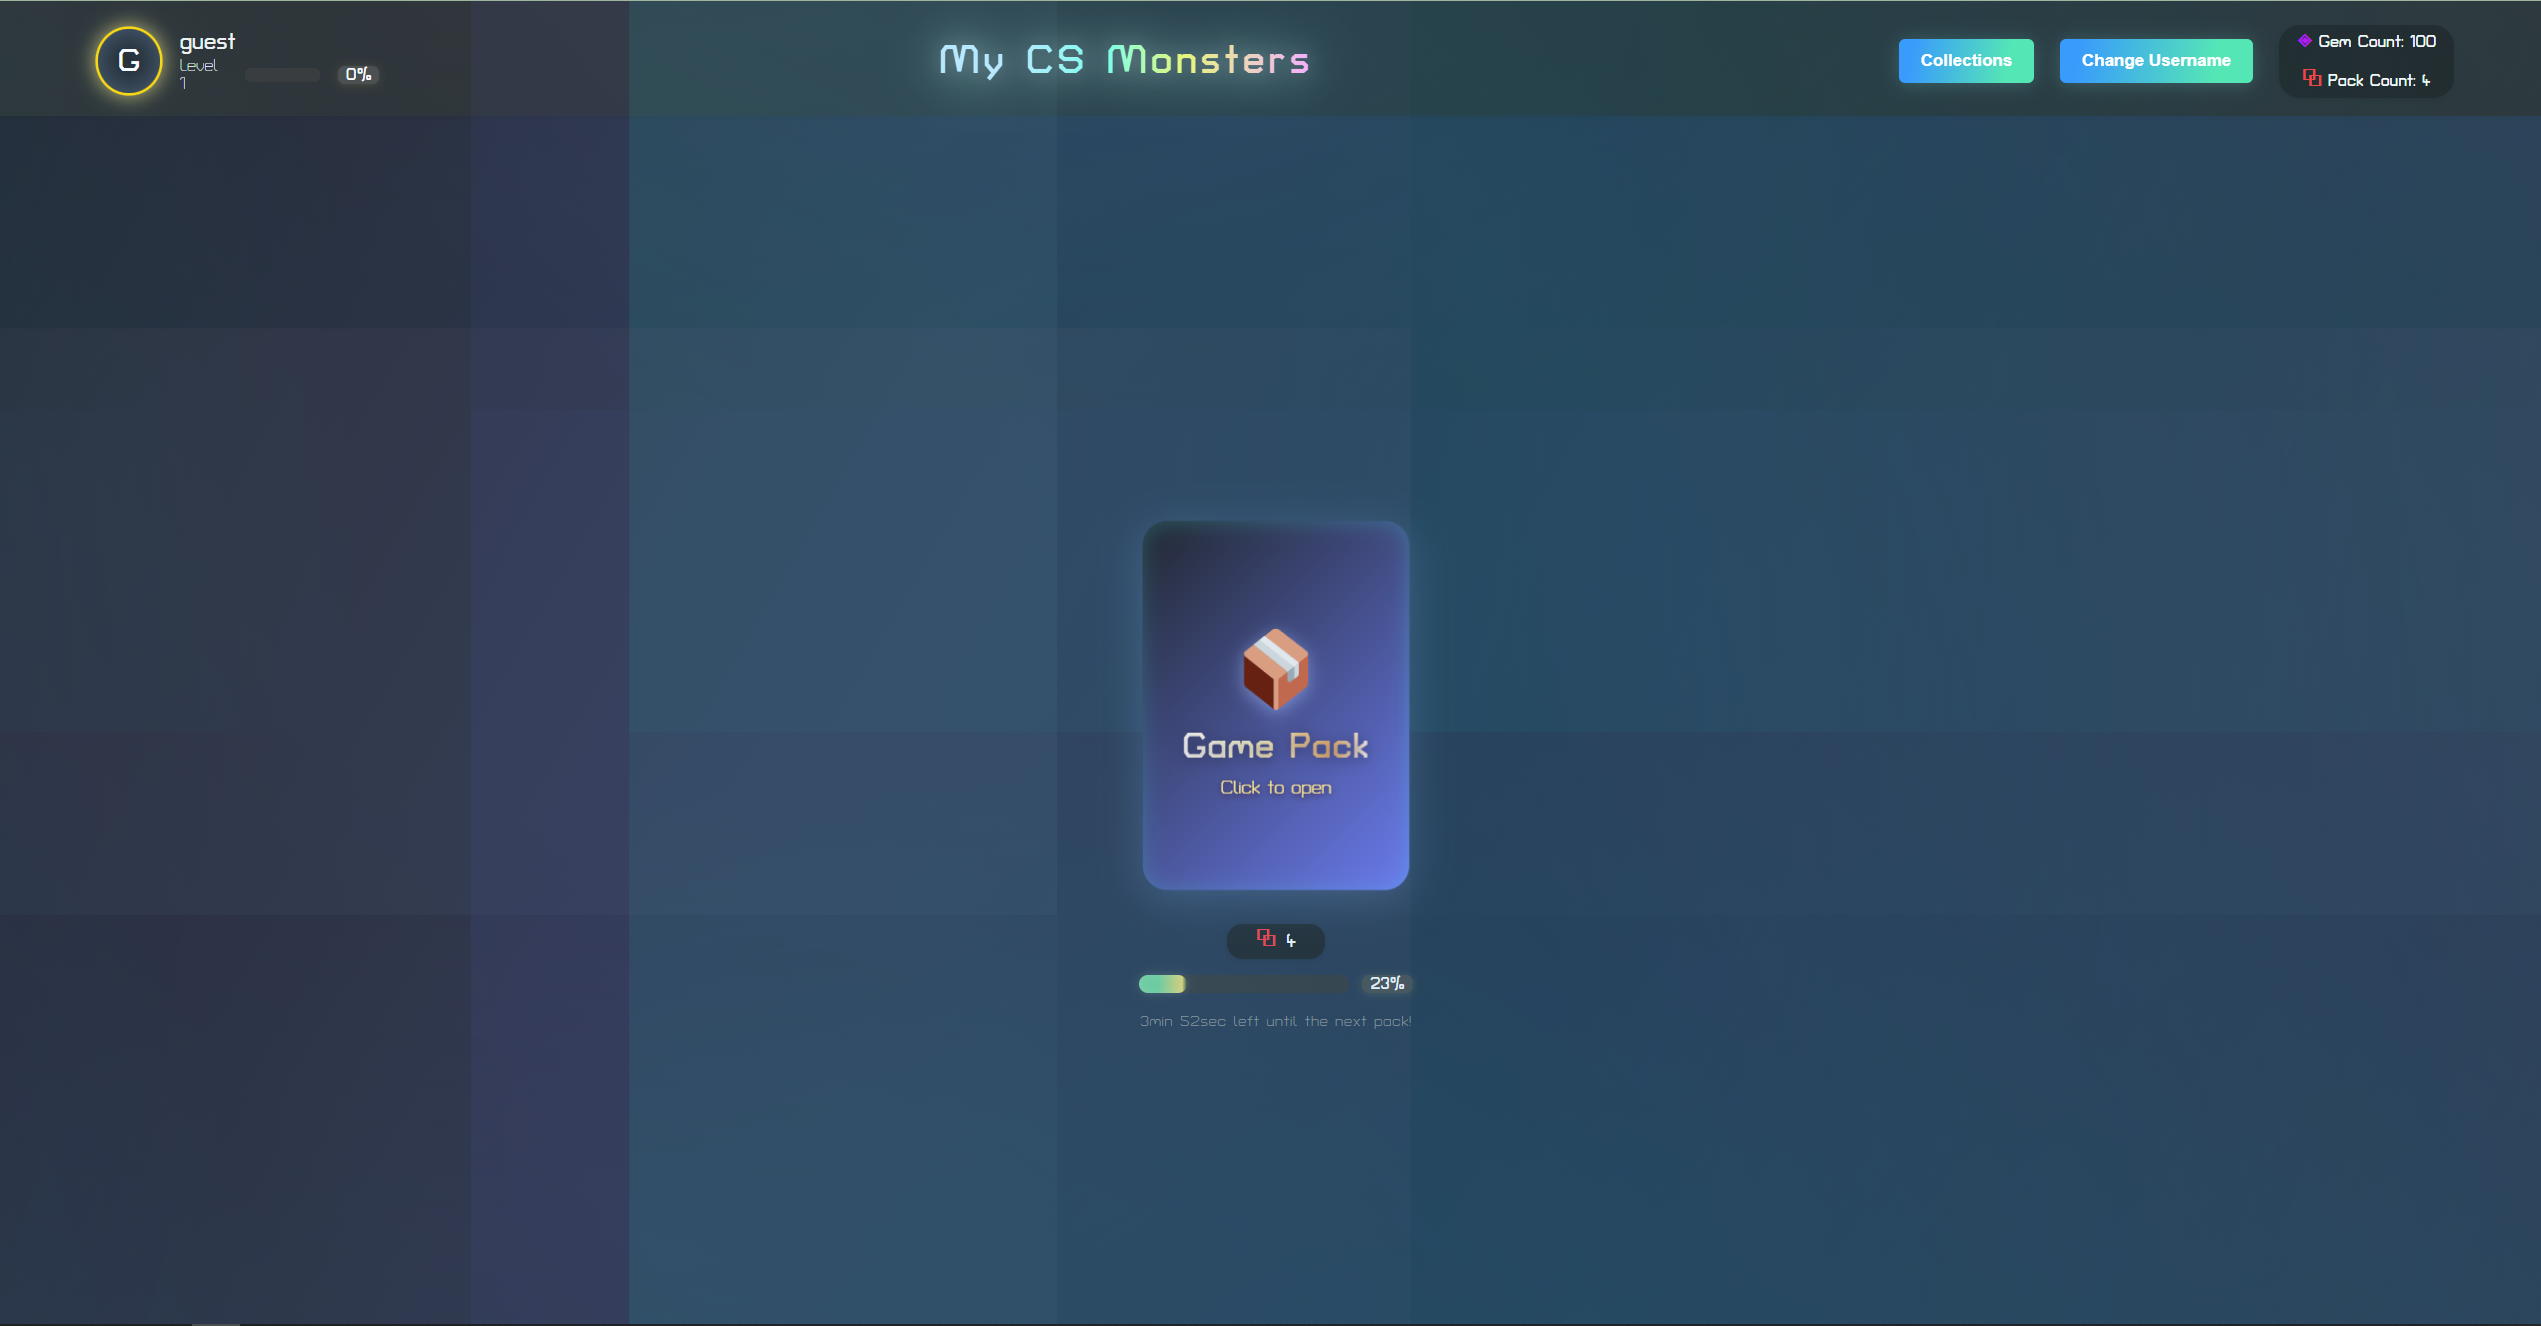 G
guest
Level
1
0%
My CS Monsters
Collections
Change Username
Gem Count: 100
Pack Count: 4
Game Pack
Click to open
4
23%
3min 52sec left until the next pack!